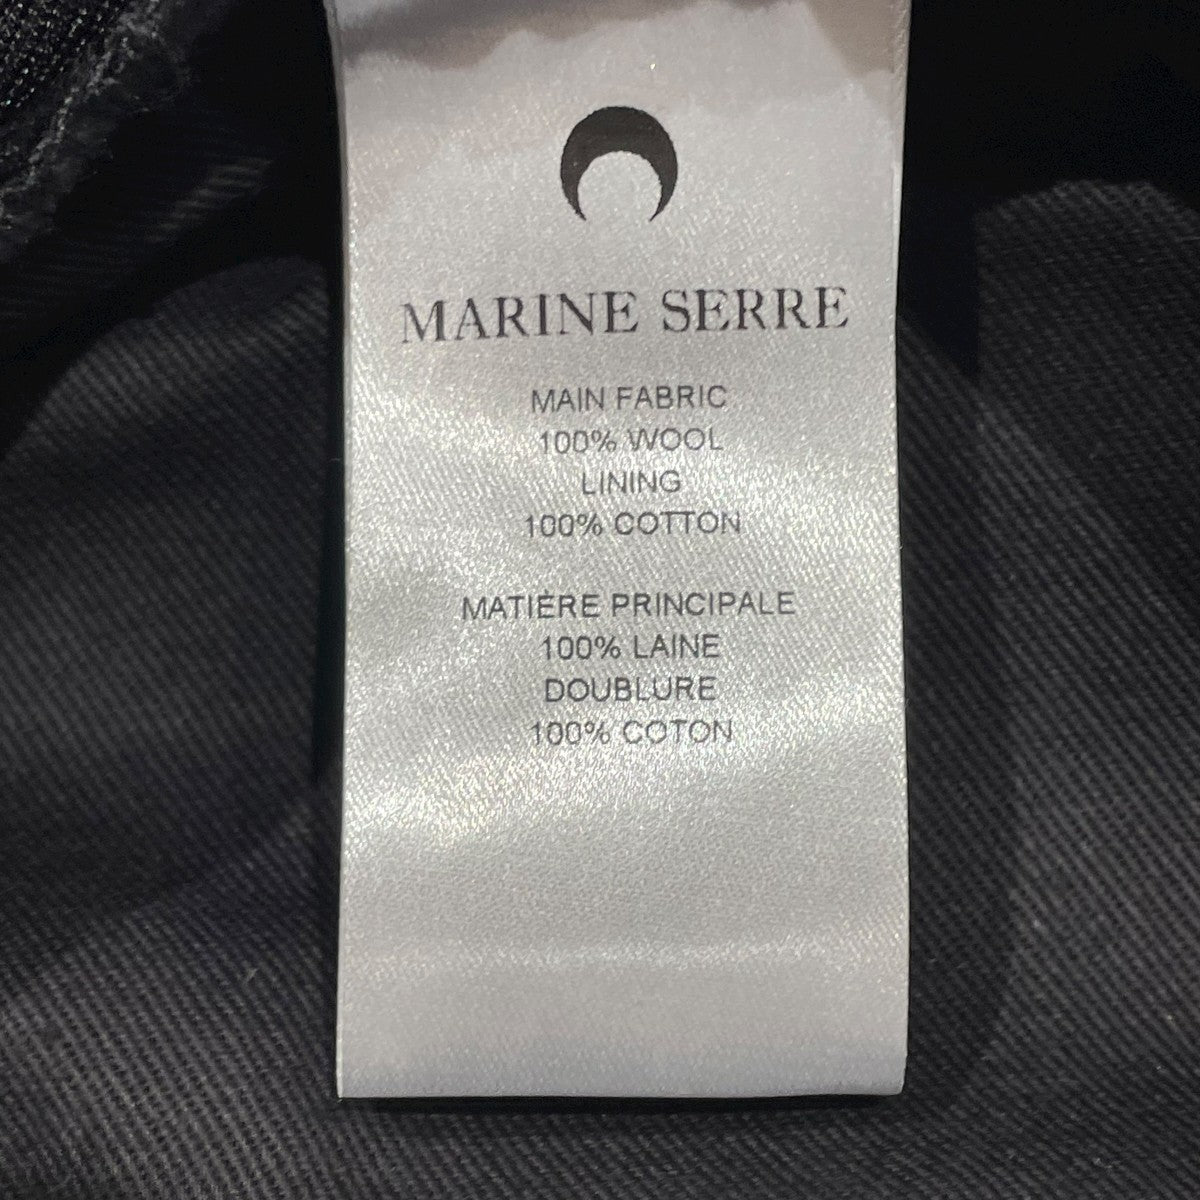 MARINE SERRE
MAIN FABRIC
100% WOOL
LINING
100% COTTON
MATIÈRE PRINCIPALE
100% LAINE
DOUBLURE
100% COTON